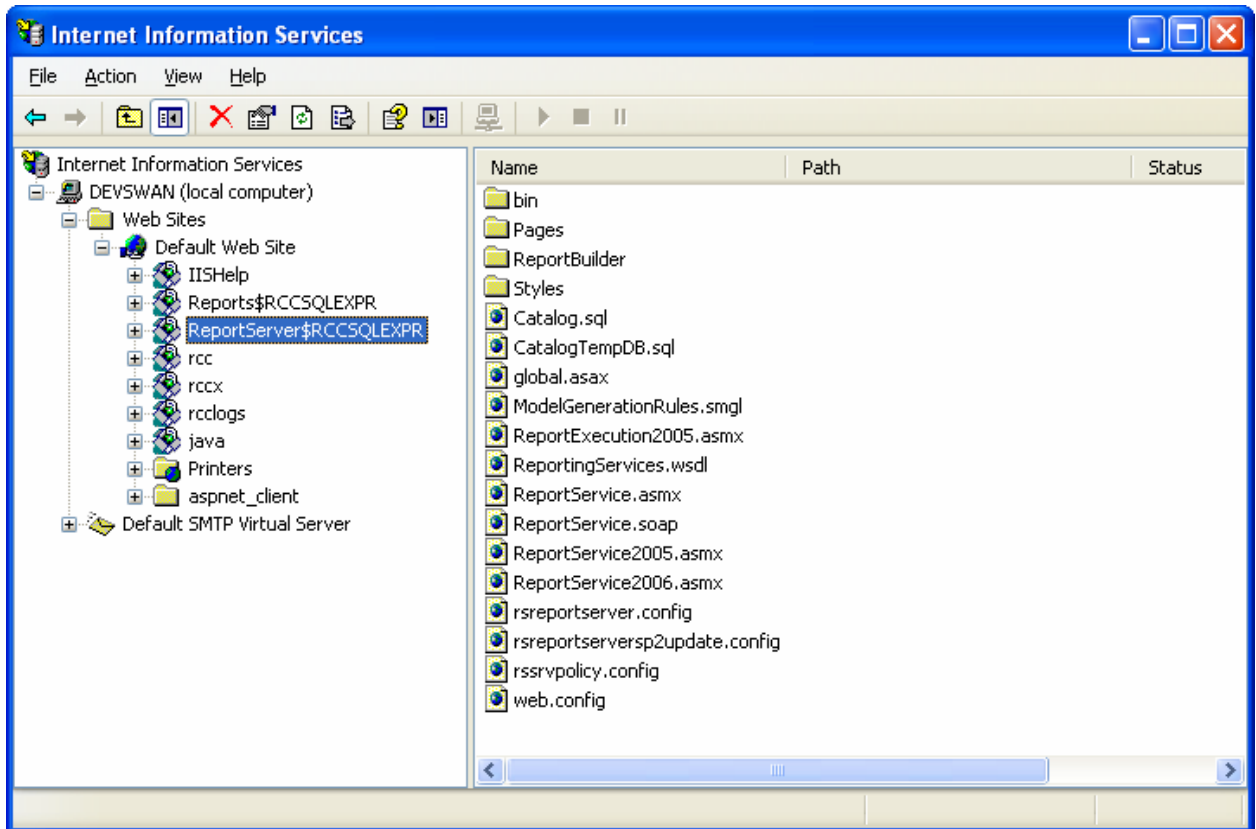 Internet Information Services
File Action View Help
Internet Information Services
DEVSWAN (local computer)
Web Sites
Default Web Site
IISHelp
Reports$RCCSQLEXPR
ReportServer$RCCSQLEXPR
rcc
rccx
rcclogs
java
Printers
aspnet_client
Default SMTP Virtual Server
Name Path Status
bin
Pages
ReportBuilder
Styles
Catalog.sql
CatalogTempDB.sql
global.asax
ModelGenerationRules.smgl
ReportExecution2005.asmx
ReportingServices.wsdl
ReportService.asmx
ReportService.soap
ReportService2005.asmx
ReportService2006.asmx
rsreportserver.config
rsreportserversp2update.config
rssrvpolicy.config
web.config